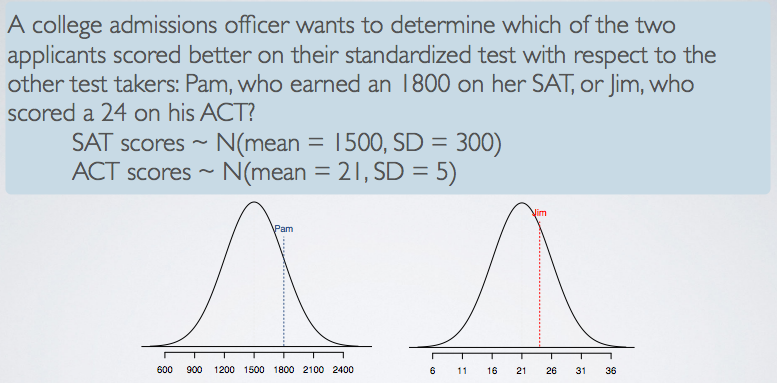 A college admissions officer wants to determine which of the two
applicants scored better on their standardized test with respect to the
other test takers: Pam, who earned an 1800 on her SAT, or Jim, who
scored a 24 on his ACT?
SAT scores ~ N(mean = 1500, SD = 300)
ACT scores ~ N(mean = 21, SD = 5)
Pam
Jim
600 900 1200 1500 1800 2100 2400
6 11 16 21 26 31 36